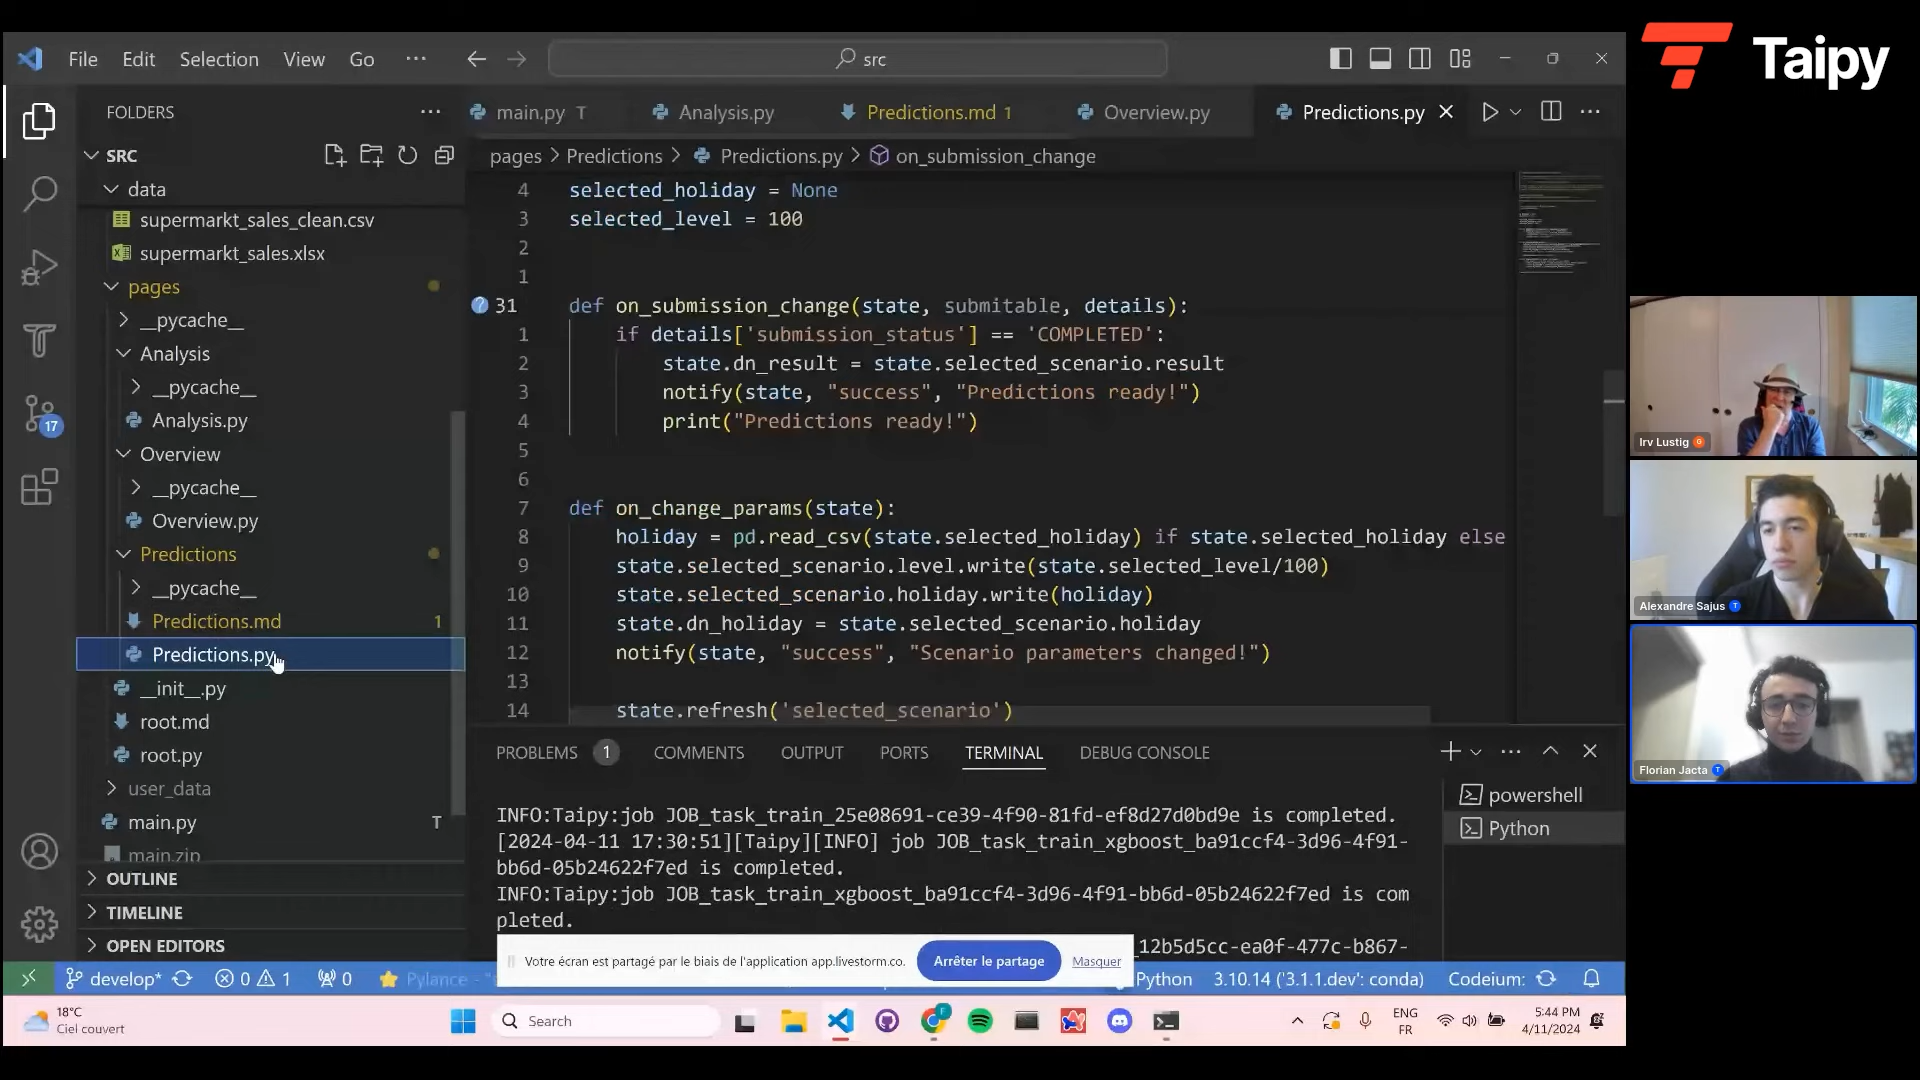 Taipy
File Edit Selection View Go ··· src
FOLDERS
SRC
data
supermarkt_sales_clean.csv
supermarkt_sales.xlsx
pages
__pycache__
Analysis
__pycache__
Analysis.py
Overview
__pycache__
Overview.py
Predictions
__pycache__
Predictions.md 1
Predictions.py
__init__.py
root.md
root.py
user_data
main.py T
main.zip
OUTLINE
TIMELINE
OPEN EDITORS
17
main.py T Analysis.py Predictions.md 1 Overview.py Predictions.py
pages > Predictions > Predictions.py > on_submission_change
4 selected_holiday = None
3 selected_level = 100
2
1
31 def on_submission_change(state, submitable, details):
1 if details['submission_status'] == 'COMPLETED':
2 state.dn_result = state.selected_scenario.result
3 notify(state, "success", "Predictions ready!")
4 print("Predictions ready!")
5
6
7 def on_change_params(state):
8 holiday = pd.read_csv(state.selected_holiday) if state.selected_holiday else
9 state.selected_scenario.level.write(state.selected_level/100)
10 state.selected_scenario.holiday.write(holiday)
11 state.dn_holiday = state.selected_scenario.holiday
12 notify(state, "success", "Scenario parameters changed!")
13
14 state.refresh('selected_scenario')
PROBLEMS 1 COMMENTS OUTPUT PORTS TERMINAL DEBUG CONSOLE
INFO:Taipy:job JOB_task_train_25e08691-ce39-4f90-81fd-ef8d27d0bd9e is completed.
[2024-04-11 17:30:51][Taipy][INFO] job JOB_task_train_xgboost_ba91ccf4-3d96-4f91-
bb6d-05b24622f7ed is completed.
INFO:Taipy:job JOB_task_train_xgboost_ba91ccf4-3d96-4f91-bb6d-05b24622f7ed is com
pleted.
_12b5d5cc-ea0f-477c-b867-
powershell
Python
Votre écran est partagé par le biais de l'application app.livestorm.co. Arrêter le partage Masquer
develop* 0 1 0 Pylance Python 3.10.14 ('3.1.1.dev': conda) Codeium:
18°C
Ciel couvert
Search
ENG
FR
5:44 PM
4/11/2024
Irv Lustig
Alexandre Sajus
Florian Jacta